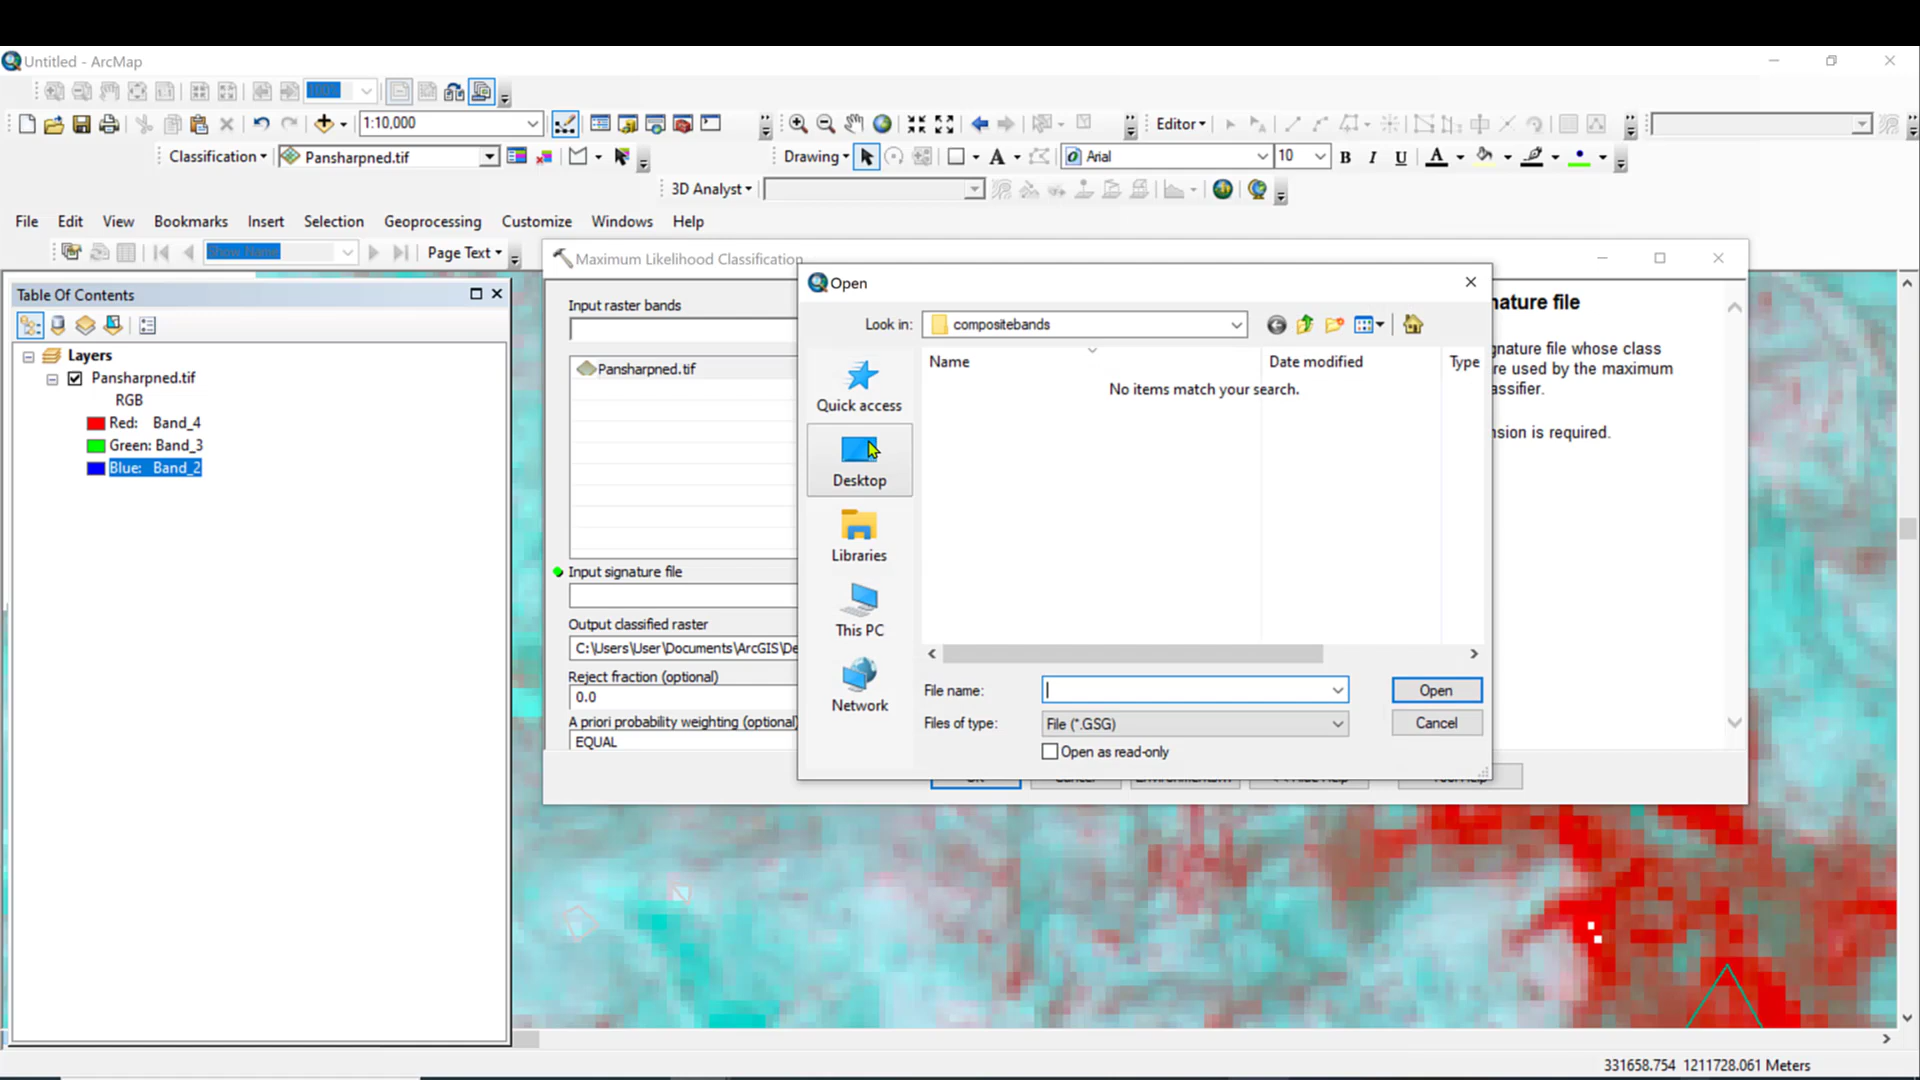 Untitled - ArcMap
100%
1:10,000
Editor
Classification
Pansharpned.tif
Drawing
Arial
10
B
I
U
A
3D Analyst
File
Edit
View
Bookmarks
Insert
Selection
Geoprocessing
Customize
Windows
Help
Show Name
Page Text
Maximum Likelihood Classification
Table Of Contents
Layers
Pansharpned.tif
RGB
Red: Band_4
Green: Band_3
Blue: Band_2
Input raster bands
Pansharpned.tif
Input signature file
Output classified raster
C:\Users\User\Documents\ArcGIS\De
Reject fraction (optional)
0.0
A priori probability weighting (optional)
EQUAL
Open
Look in:
compositebands
Name
Date modified
Type
No items match your search.
Quick access
Desktop
Libraries
This PC
Network
File name:
Open
Files of type:
File (*.GSG)
Cancel
Open as read-only
nature file
gnature file whose class
re used by the maximum
assifier.
nsion is required.
331658.754 1211728.061 Meters